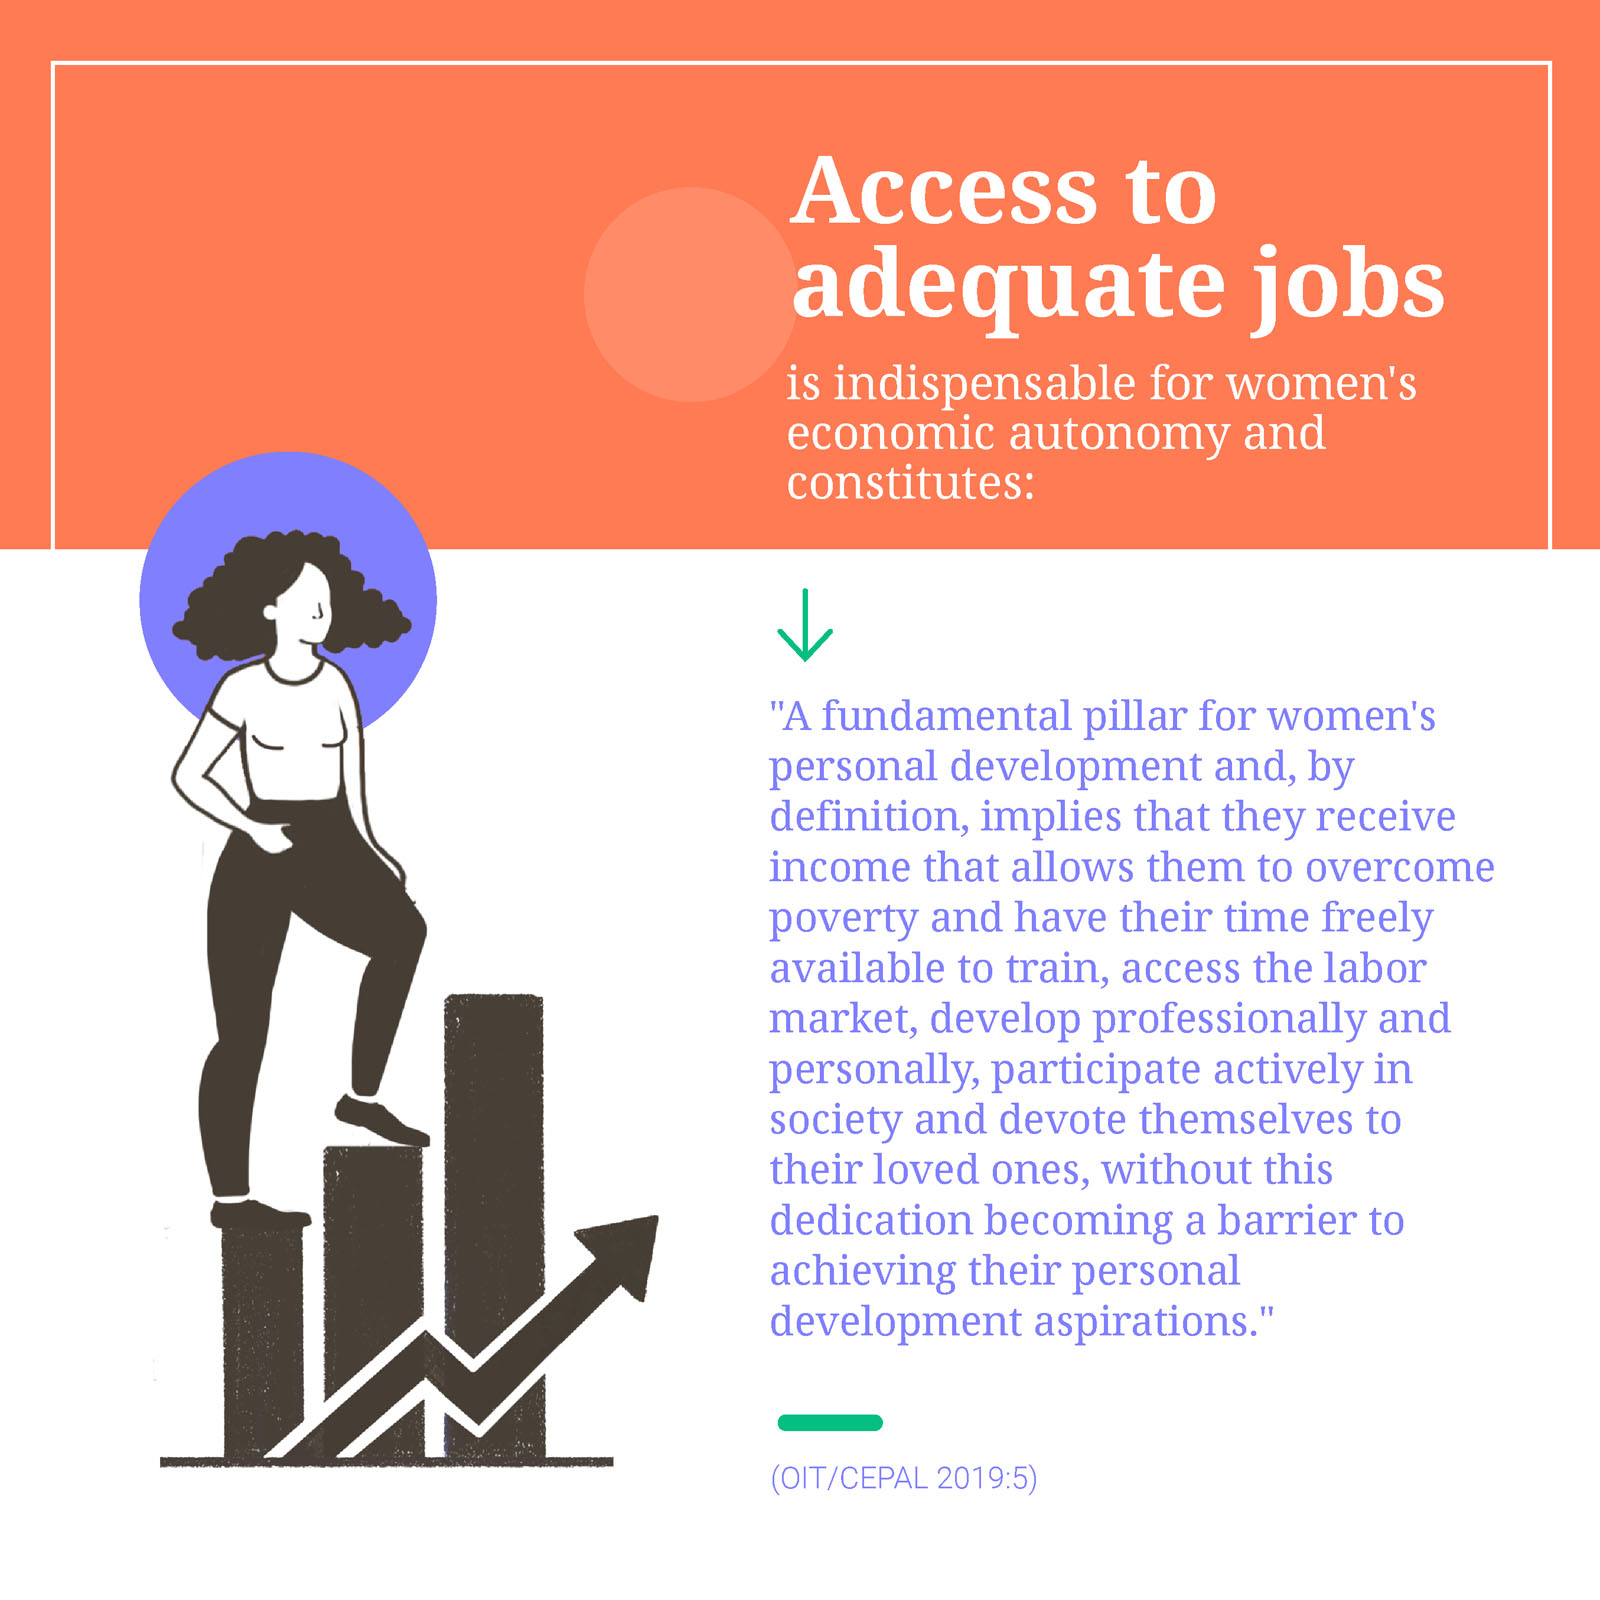 Access to
adequate jobs
is indispensable for women's
economic autonomy and
constitutes:
"A fundamental pillar for women's
personal development and, by
definition, implies that they receive
income that allows them to overcome
poverty and have their time freely
available to train, access the labor
market, develop professionally and
personally, participate actively in
society and devote themselves to
their loved ones, without this
dedication becoming a barrier to
achieving their personal
development aspirations."
(OIT/CEPAL 2019:5)